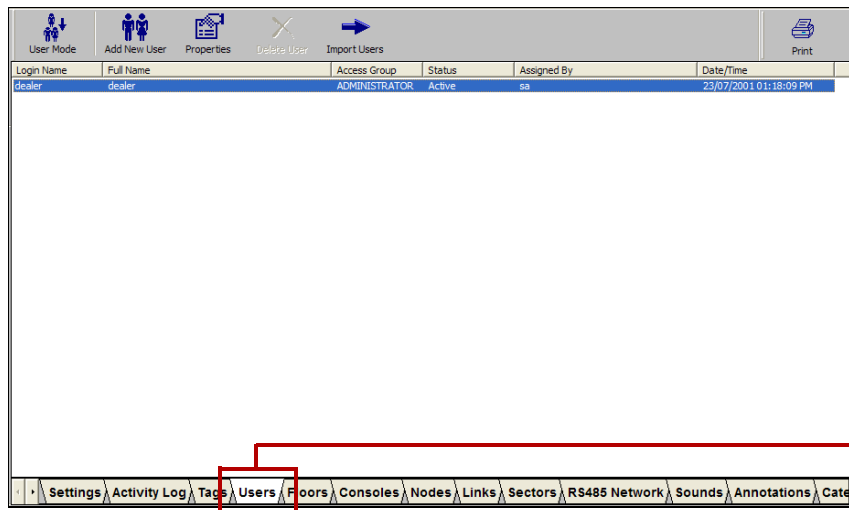 User Mode Add New User Properties Delete User Import Users Print
Login Name Full Name Access Group Status Assigned By Date/Time
dealer dealer ADMINISTRATOR Active sa 23/07/2001 01:18:09 PM
Settings Activity Log Tags Users Floors Consoles Nodes Links Sectors RS485 Network Sounds Annotations Cate